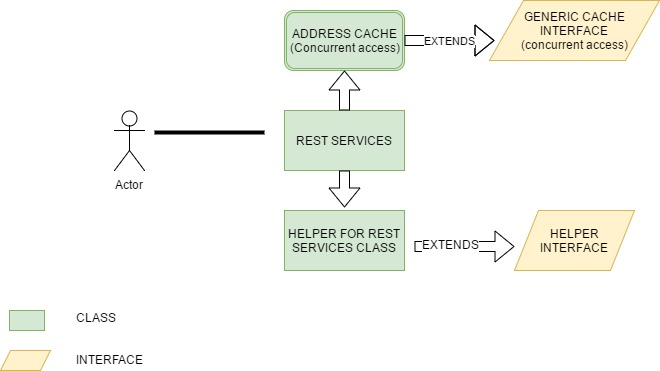 ADDRESS CACHE
(Concurrent access)
EXTENDS
GENERIC CACHE
INTERFACE
(concurrent access)
REST SERVICES
Actor
HELPER FOR REST
SERVICES CLASS
EXTENDS
HELPER
INTERFACE
CLASS
INTERFACE